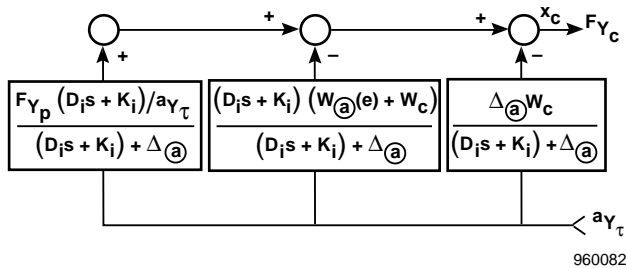 + + x_C F_{Y_C}
+ − −
F_{Y_p} (D_i s + K_i)/a_{Y_τ} (D_i s + K_i) (W_ⓐ(e) + W_c) Δ_ⓐ W_c
(D_i s + K_i) + Δ_ⓐ (D_i s + K_i) + Δ_ⓐ (D_i s + K_i) + Δ_ⓐ
a_{Y_τ}
960082